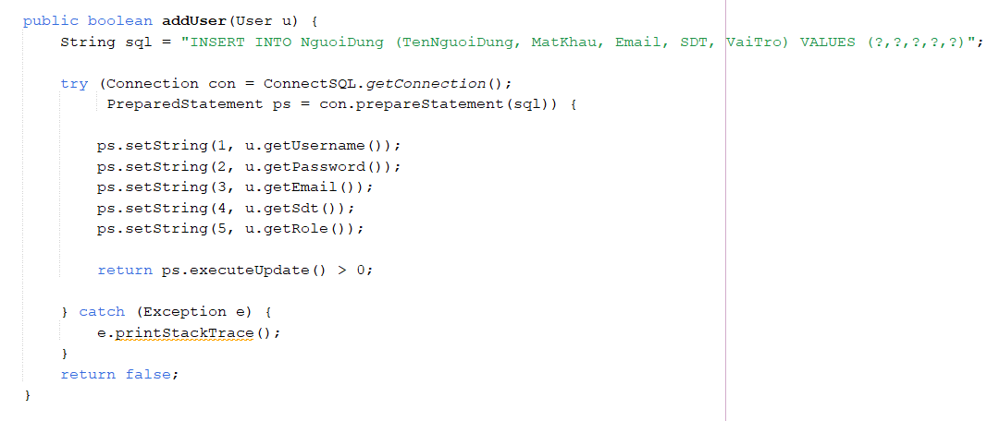 public boolean addUser(User u) {
String sql = "INSERT INTO NguoiDung (TenNguoiDung, MatKhau, Email, SDT, VaiTro) VALUES (?,?,?,?,?)";
try (Connection con = ConnectSQL.getConnection();
PreparedStatement ps = con.prepareStatement(sql)) {
ps.setString(1, u.getUsername());
ps.setString(2, u.getPassword());
ps.setString(3, u.getEmail());
ps.setString(4, u.getSdt());
ps.setString(5, u.getRole());
return ps.executeUpdate() > 0;
} catch (Exception e) {
e.printStackTrace();
}
return false;
}